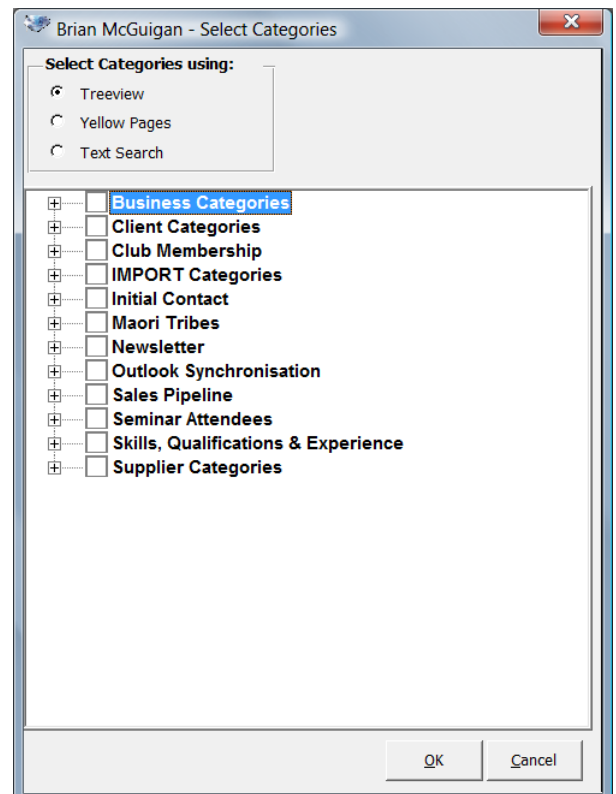 Brian McGuigan - Select Categories
Select Categories using:
Treeview
Yellow Pages
Text Search
Business Categories
Client Categories
Club Membership
IMPORT Categories
Initial Contact
Maori Tribes
Newsletter
Outlook Synchronisation
Sales Pipeline
Seminar Attendees
Skills, Qualifications & Experience
Supplier Categories
OK Cancel